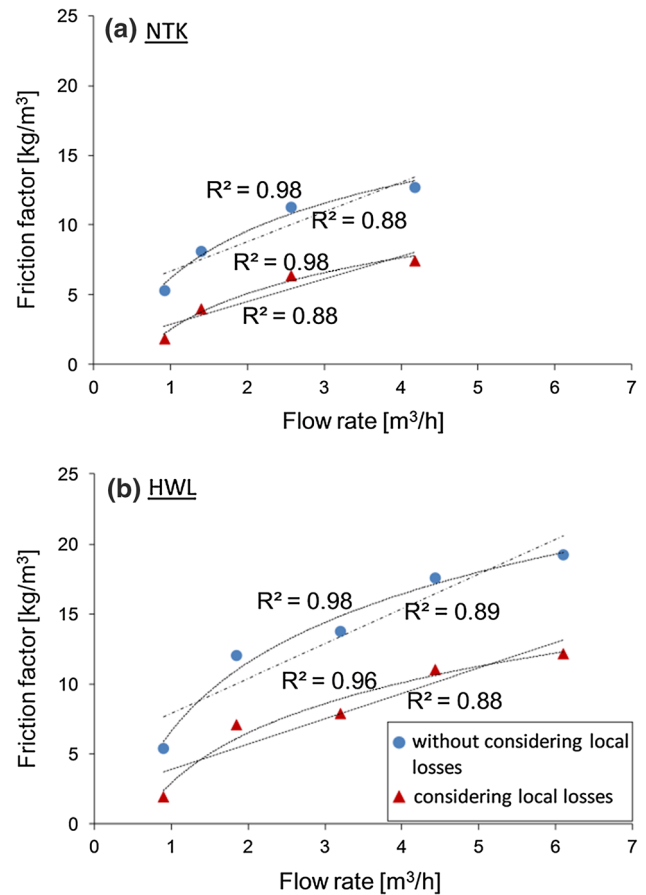 (a) NTK
25
20
15
10
5
0
Friction factor [kg/m³]
R² = 0.98
R² = 0.88
R² = 0.98
R² = 0.88
0 1 2 3 4 5 6 7
Flow rate [m³/h]
(b) HWL
25
20
15
10
5
0
Friction factor [kg/m³]
R² = 0.98
R² = 0.89
R² = 0.96
R² = 0.88
without considering local
losses
considering local losses
0 1 2 3 4 5 6 7
Flow rate [m³/h]